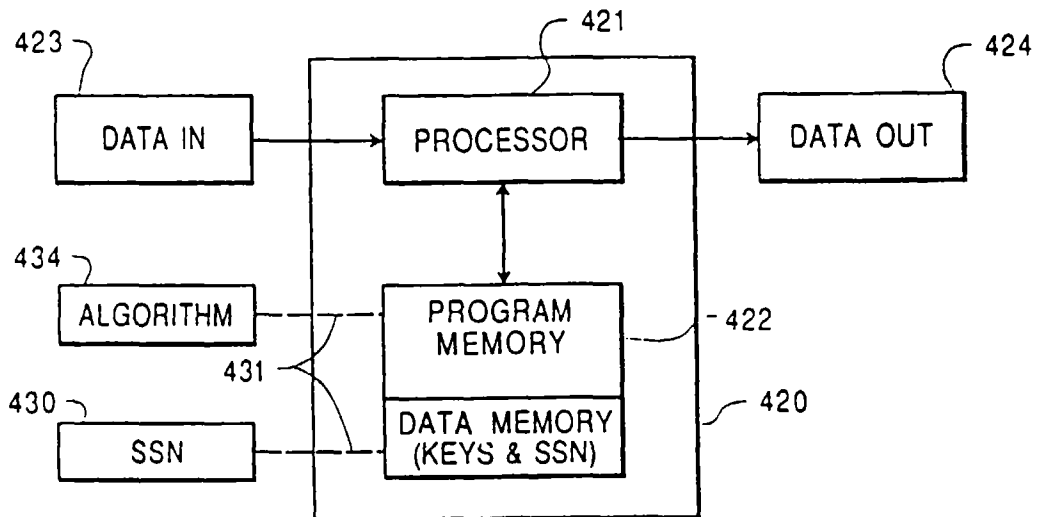 421
423
424
DATA IN
PROCESSOR
DATA OUT
434
ALGORITHM
PROGRAM
MEMORY
422
431
430
420
SSN
DATA MEMORY
(KEYS & SSN)